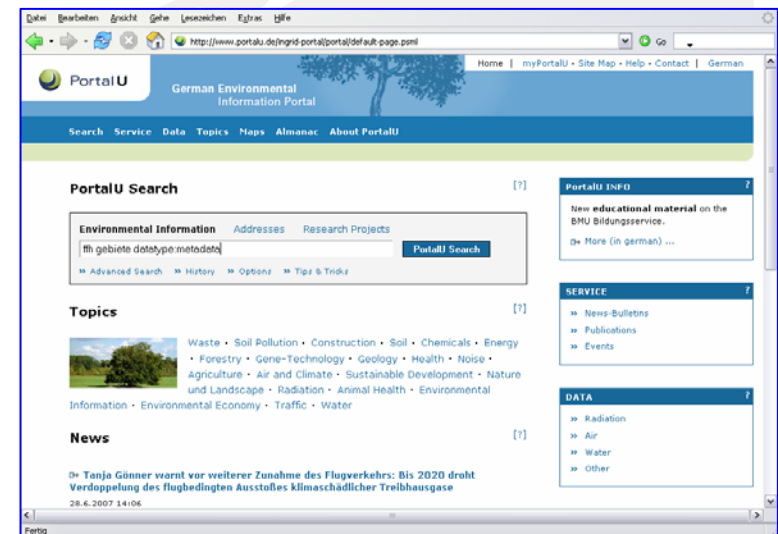 Datei Bearbeiten Ansicht Gehe Lesezeichen Extras Hilfe
http://www.portalu.de/ingrid-portal/portal/default-page.psml Go
Home | myPortalU • Site Map • Help • Contact | German
Portal U
German Environmental
Information Portal
Search Service Data Topics Maps Almanac About PortalU
PortalU Search [?]
Environmental Information Addresses Research Projects
ffh gebiete datatype:metadata PortalU Search
» Advanced Search » History » Options » Tips & Tricks
Topics [?]
Waste • Soil Pollution • Construction • Soil • Chemicals • Energy
• Forestry • Gene-Technology • Geology • Health • Noise •
Agriculture • Air and Climate • Sustainable Development • Nature
und Landscape • Radiation • Animal Health • Environmental
Information • Environmental Economy • Traffic • Water
News [?]
Tanja Gönner warnt vor weiterer Zunahme des Flugverkehrs: Bis 2020 droht
Verdoppelung des flugbedingten Ausstoßes klimaschädlicher Treibhausgase
28.6.2007 14:06
PortalU INFO ?
New educational material on the
BMU Bildungsservice.
More (in german) ...
SERVICE ?
» News-Bulletins
» Publications
» Events
DATA ?
» Radiation
» Air
» Water
» Other
Fertig